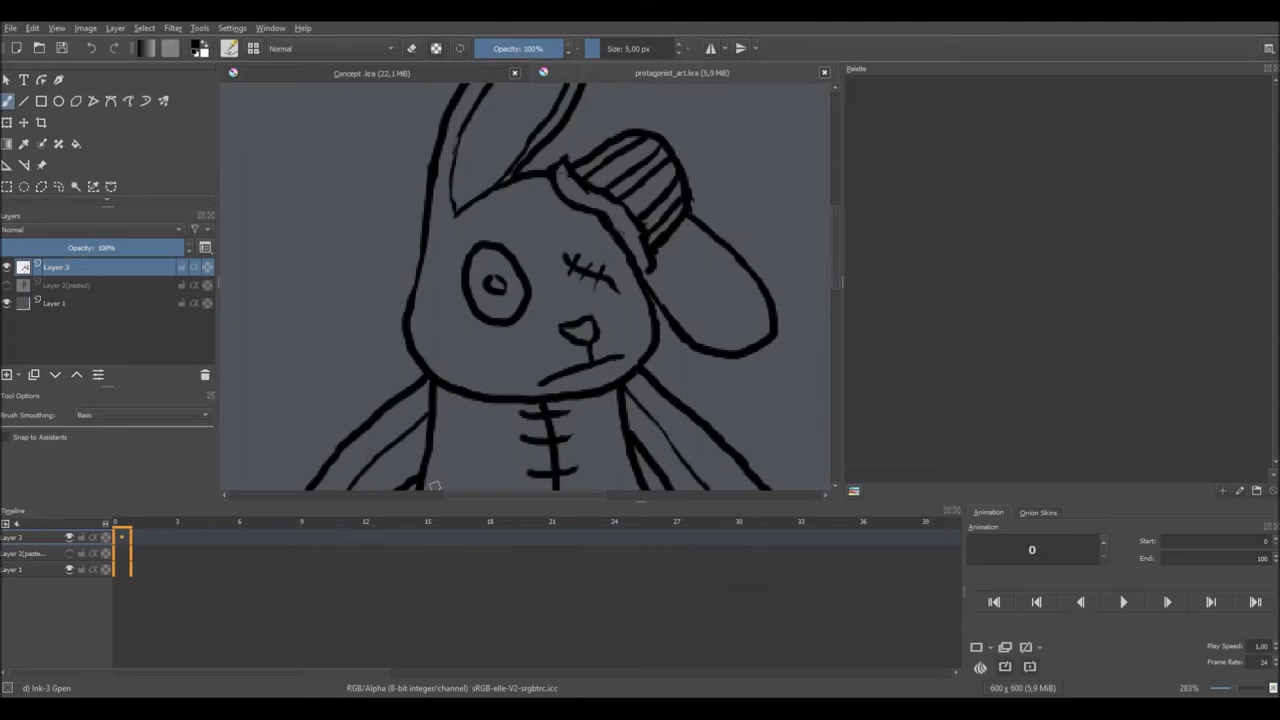 File Edit View Image Layer Select Filter Tools Settings Window Help
Normal Opacity: 100% Size: 5,00 px
Concept .kra (22,1 MiB) protagonist_art.kra (5,9 MiB) Palette
Layers
Normal
Opacity: 100%
Layer 3
Layer 2(pasted)
Layer 1
Tool Options
Brush Smoothing: Basic
Snap to Assistants
Timeline
0 3 6 9 12 15 18 21 24 27 30 33 36 39
Layer 3
Layer 2(paste...
Layer 1
Animation Onion Skins
Animation
0
Start: 0
End: 100
Play Speed: 1,00
Frame Rate: 24
d) Ink-3 Gpen RGB/Alpha (8-bit integer/channel) sRGB-elle-V2-srgbtrc.icc 600 x 600 (5,9 MiB) 283%